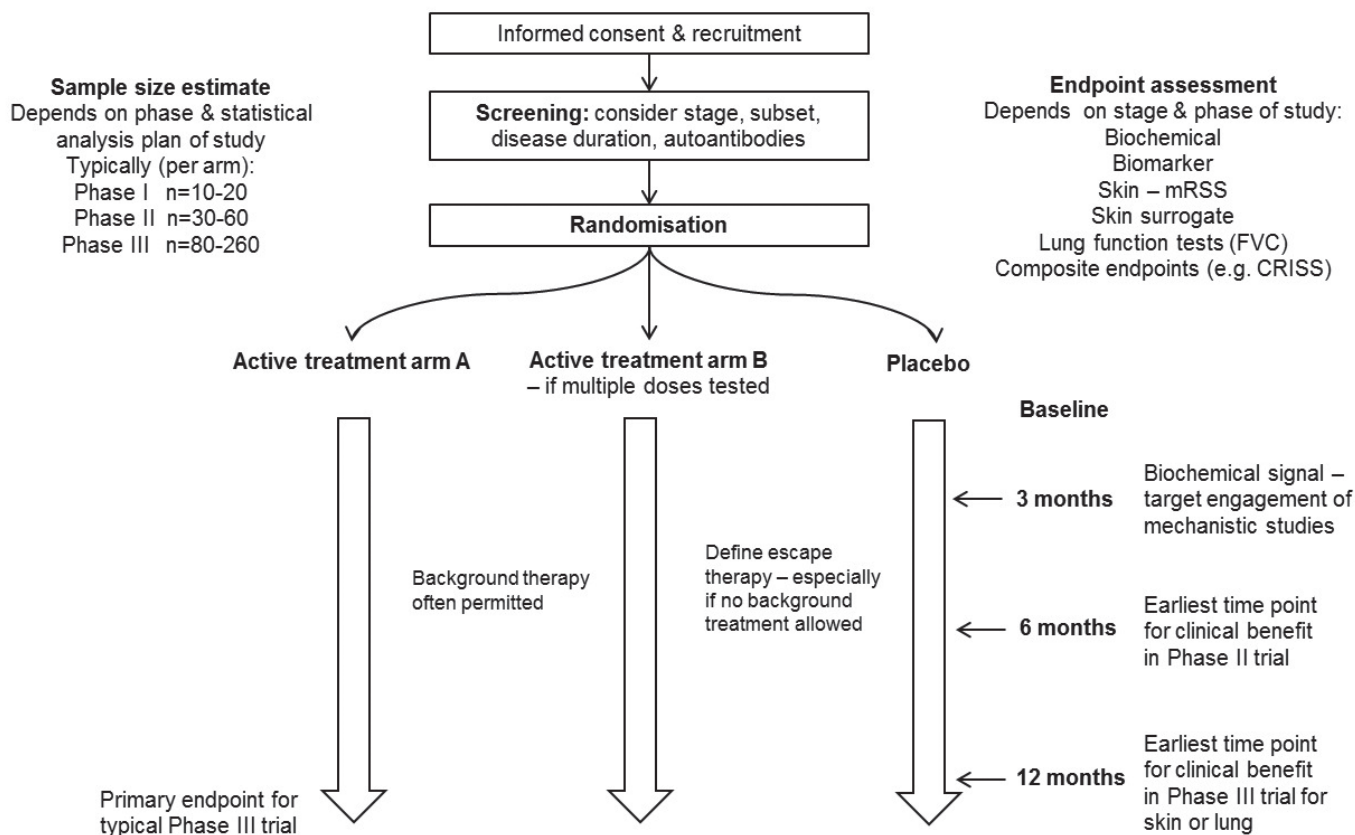 Informed consent & recruitment
Sample size estimate
Depends on phase & statistical
analysis plan of study
Typically (per arm):
Phase I n=10-20
Phase II n=30-60
Phase III n=80-260
Screening: consider stage, subset,
disease duration, autoantibodies
Randomisation
Endpoint assessment
Depends on stage & phase of study:
Biochemical
Biomarker
Skin – mRSS
Skin surrogate
Lung function tests (FVC)
Composite endpoints (e.g. CRISS)
Active treatment arm A
Active treatment arm B
– if multiple doses tested
Placebo
Baseline
3 months
Biochemical signal –
target engagement of
mechanistic studies
Background therapy
often permitted
Define escape
therapy – especially
if no background
treatment allowed
6 months
Earliest time point
for clinical benefit
in Phase II trial
12 months
Earliest time point
for clinical benefit
in Phase III trial for
skin or lung
Primary endpoint for
typical Phase III trial